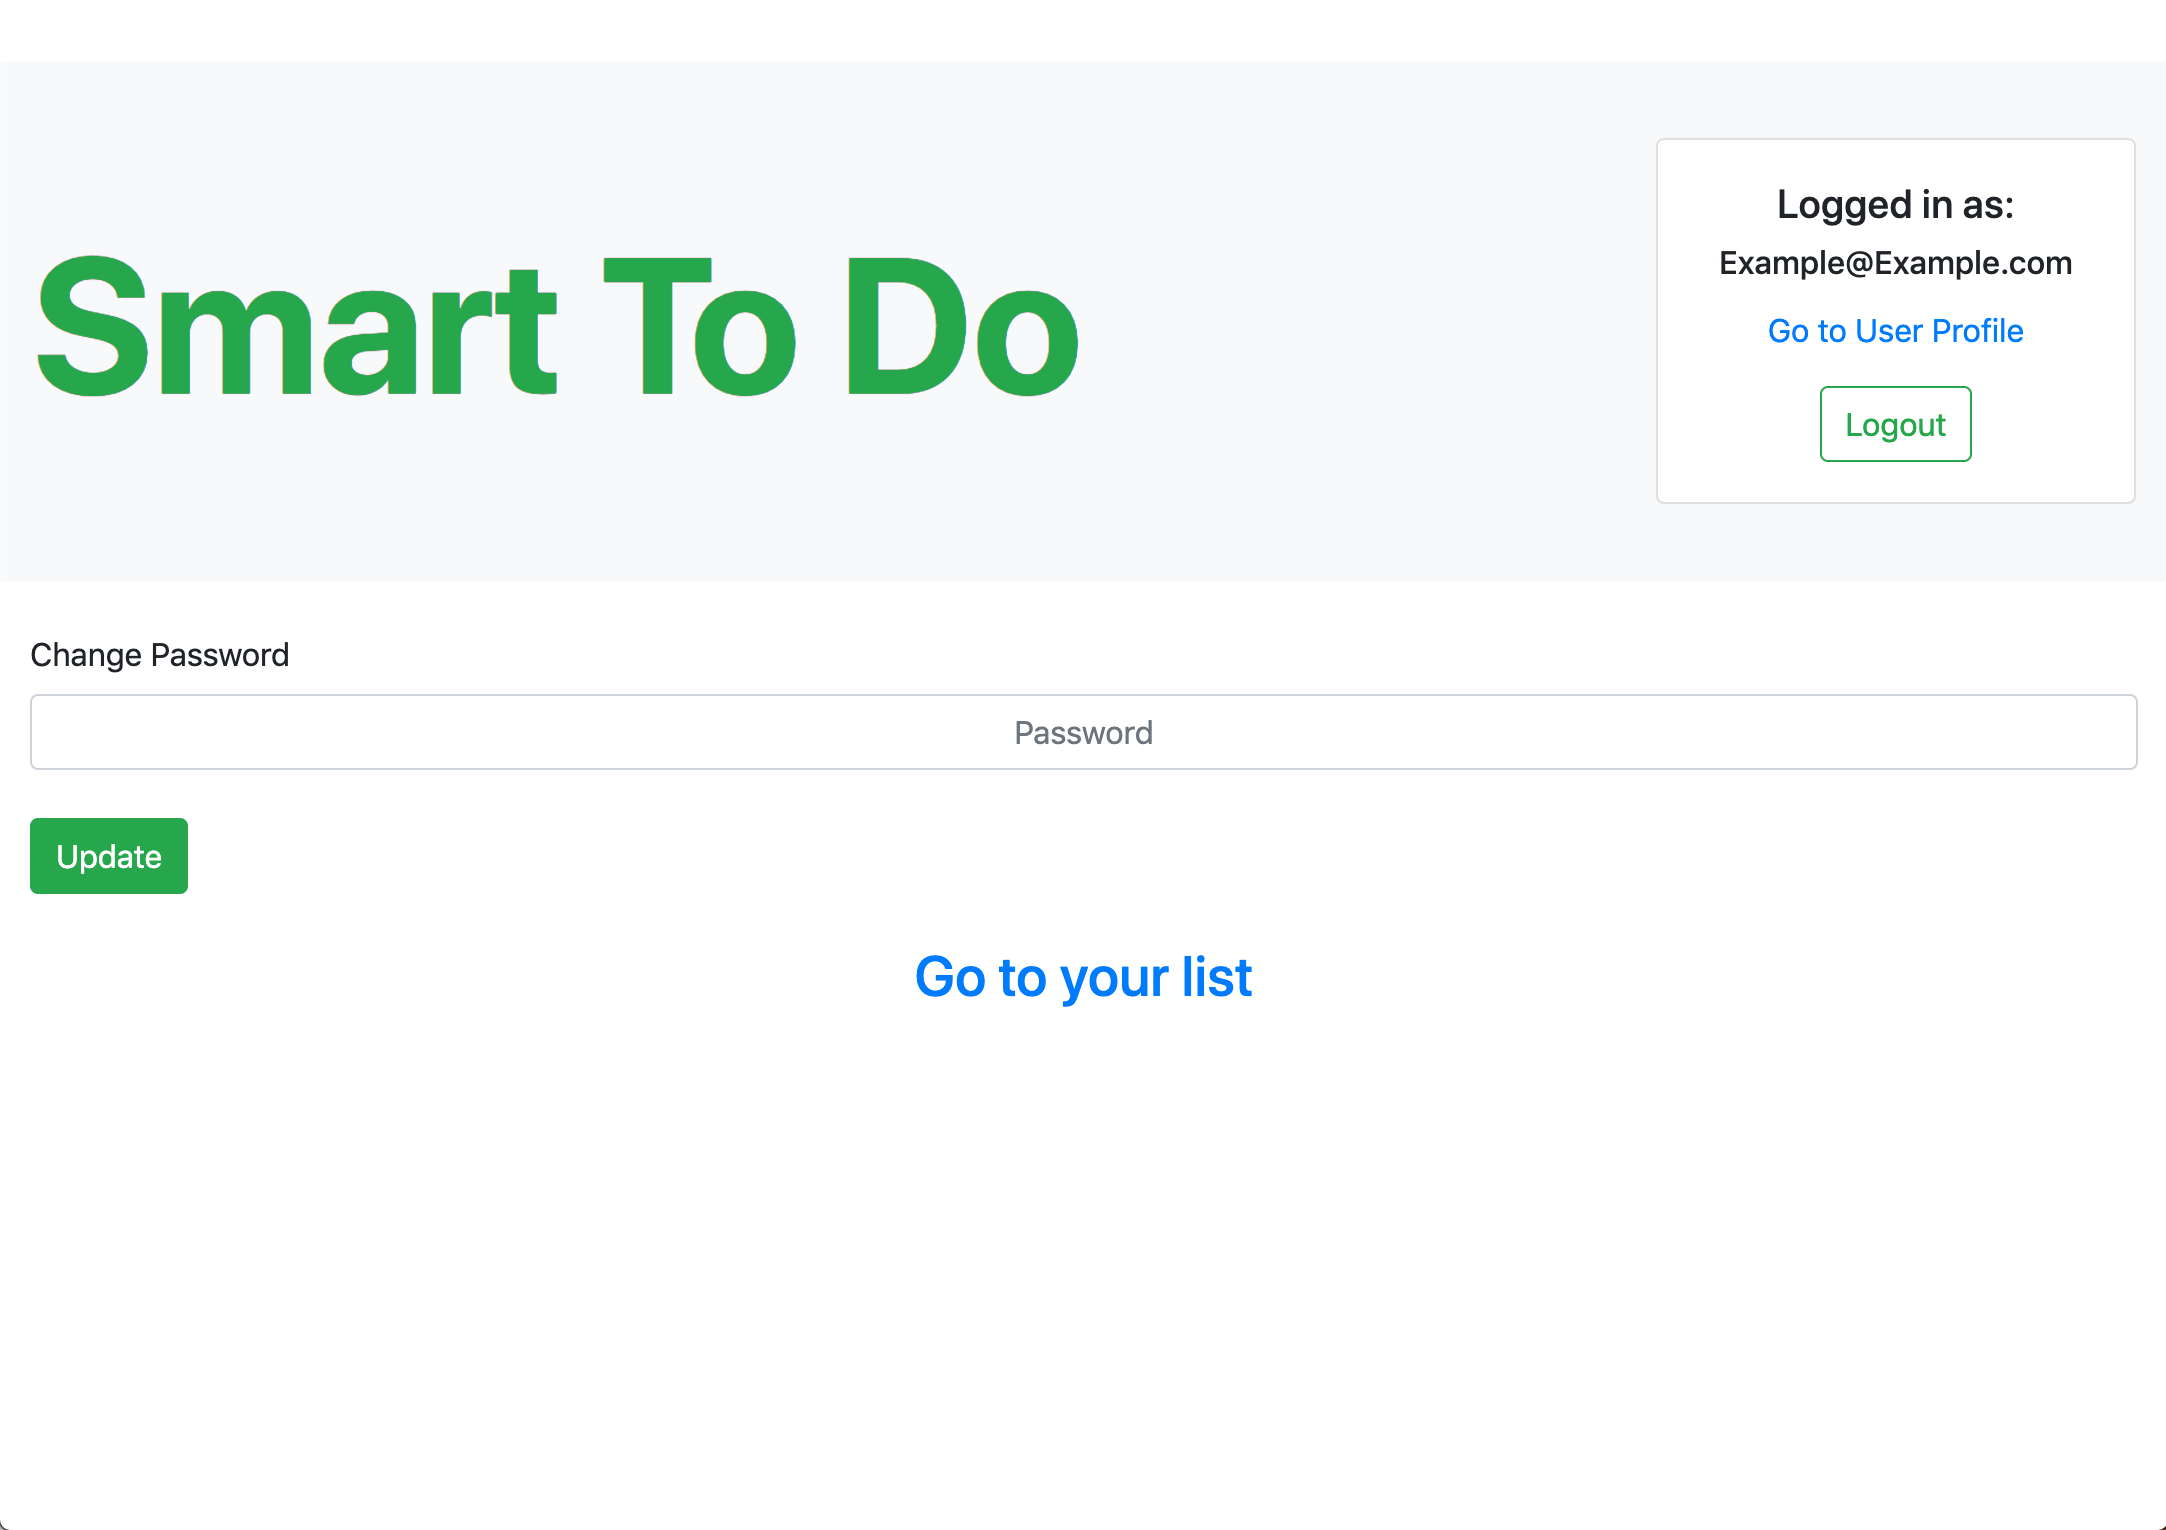 Smart To Do
Logged in as:
Example@Example.com
Go to User Profile
Logout
Change Password
Password
Update
Go to your list